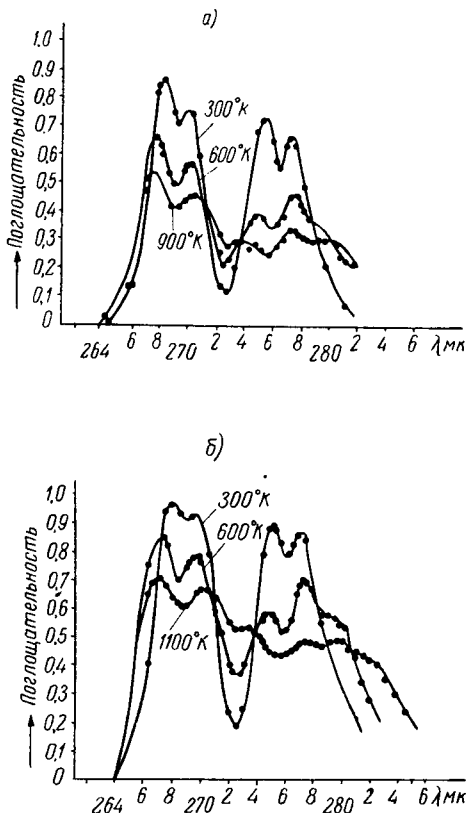 а)
Поглощательность
1.0
0.9
0.8
0.7
0.6
0.5
0.4
0.3
0.2
0,1
0
300°К
600°К
900°К
264 6 8 270 2 4 6 8 280 2 4 6 λ мк
б)
Поглощательность
1,0
0,9
0,8
0,7
0,6
0,5
0,4
0,3
0,2
0,1
0
300°К
600°К
1100°К
264 6 8 270 2 4 6 8 280 2 4 6 λ мк